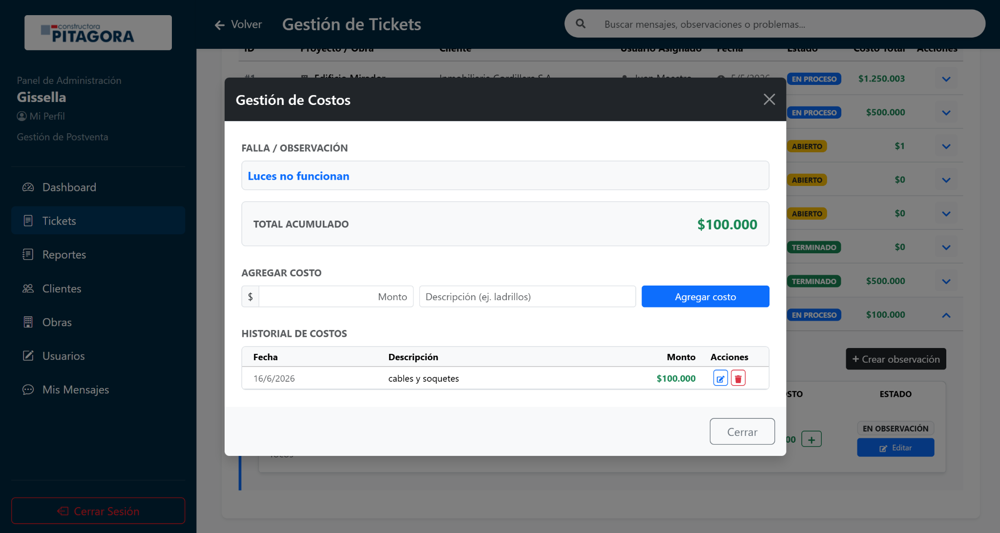 constructora
PITAGORA
Volver
Gestión de Tickets
Buscar mensajes, observaciones o problemas...
Panel de Administración
Gissella
Mi Perfil
Gestión de Postventa
Dashboard
Tickets
Reportes
Clientes
Obras
Usuarios
Mis Mensajes
Cerrar Sesión
ID Proyecto / Obra Cliente Usuario Asignado Fecha Estado Costo Total Acciones
#1 Edificio Mirador Inmobiliaria Cordillera S.A. Juan Maestro 5/5/2026 EN PROCESO $1.250.003
EN PROCESO $500.000
ABIERTO $1
ABIERTO $0
ABIERTO $0
TERMINADO $0
TERMINADO $500.000
EN PROCESO $100.000
+ Crear observación
ESTADO
EN OBSERVACIÓN
+
Editar
Gestión de Costos
FALLA / OBSERVACIÓN
Luces no funcionan
TOTAL ACUMULADO
$100.000
AGREGAR COSTO
$ Monto Descripción (ej. ladrillos) Agregar costo
HISTORIAL DE COSTOS
Fecha Descripción Monto Acciones
16/6/2026 cables y soquetes $100.000
Cerrar